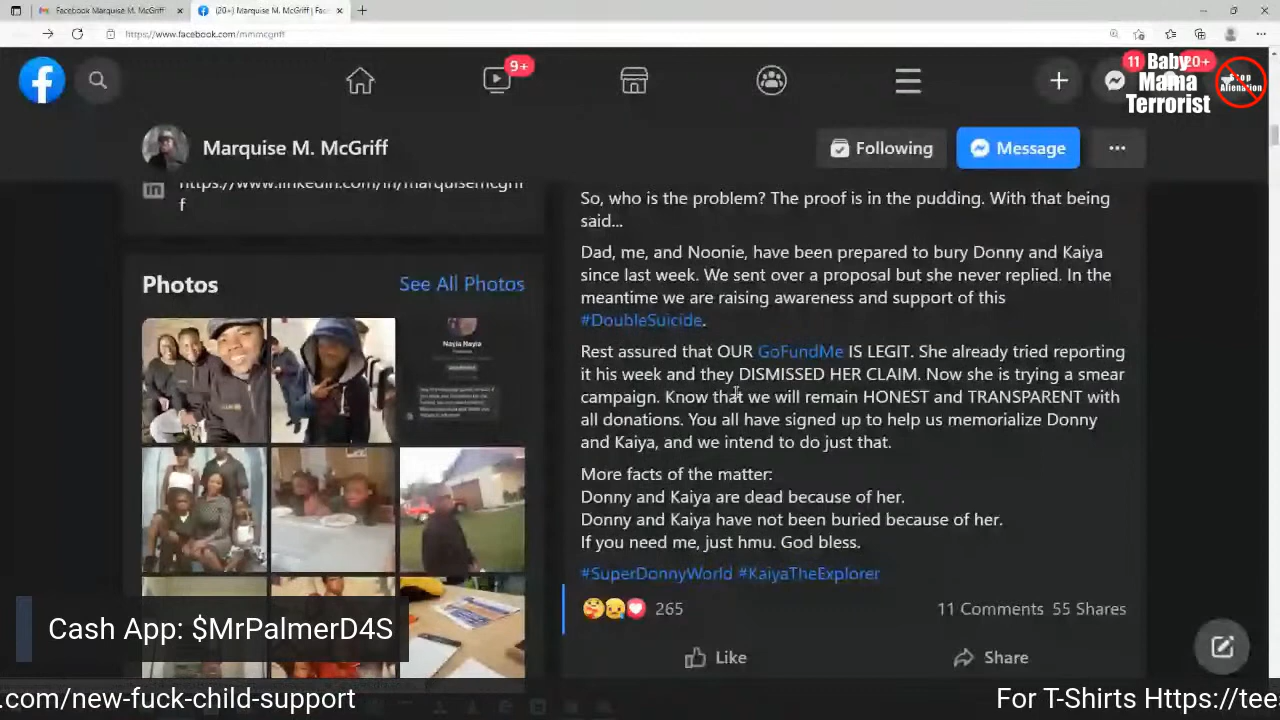 Facebook Marquise M. McGriff
(20+) Marquise M. McGriff | Fac
https://www.facebook.com/mmmcgriff
9+
11
20+
Baby
Mama
Terrorist
Stop
Alienation
Marquise M. McGriff
Following
Message
https://www.linkedin.com/in/marquisemcgrif
f
Photos
See All Photos
Nayia Nayia
So, who is the problem? The proof is in the pudding. With that being
said...
Dad, me, and Noonie, have been prepared to bury Donny and Kaiya
since last week. We sent over a proposal but she never replied. In the
meantime we are raising awareness and support of this
#DoubleSuicide.
Rest assured that OUR GoFundMe IS LEGIT. She already tried reporting
it his week and they DISMISSED HER CLAIM. Now she is trying a smear
campaign. Know that we will remain HONEST and TRANSPARENT with
all donations. You all have signed up to help us memorialize Donny
and Kaiya, and we intend to do just that.
More facts of the matter:
Donny and Kaiya are dead because of her.
Donny and Kaiya have not been buried because of her.
If you need me, just hmu. God bless.
#SuperDonnyWorld #KaiyaTheExplorer
265
11 Comments 55 Shares
Like
Share
Cash App: $MrPalmerD4S
.com/new-fuck-child-support
For T-Shirts Https://tee